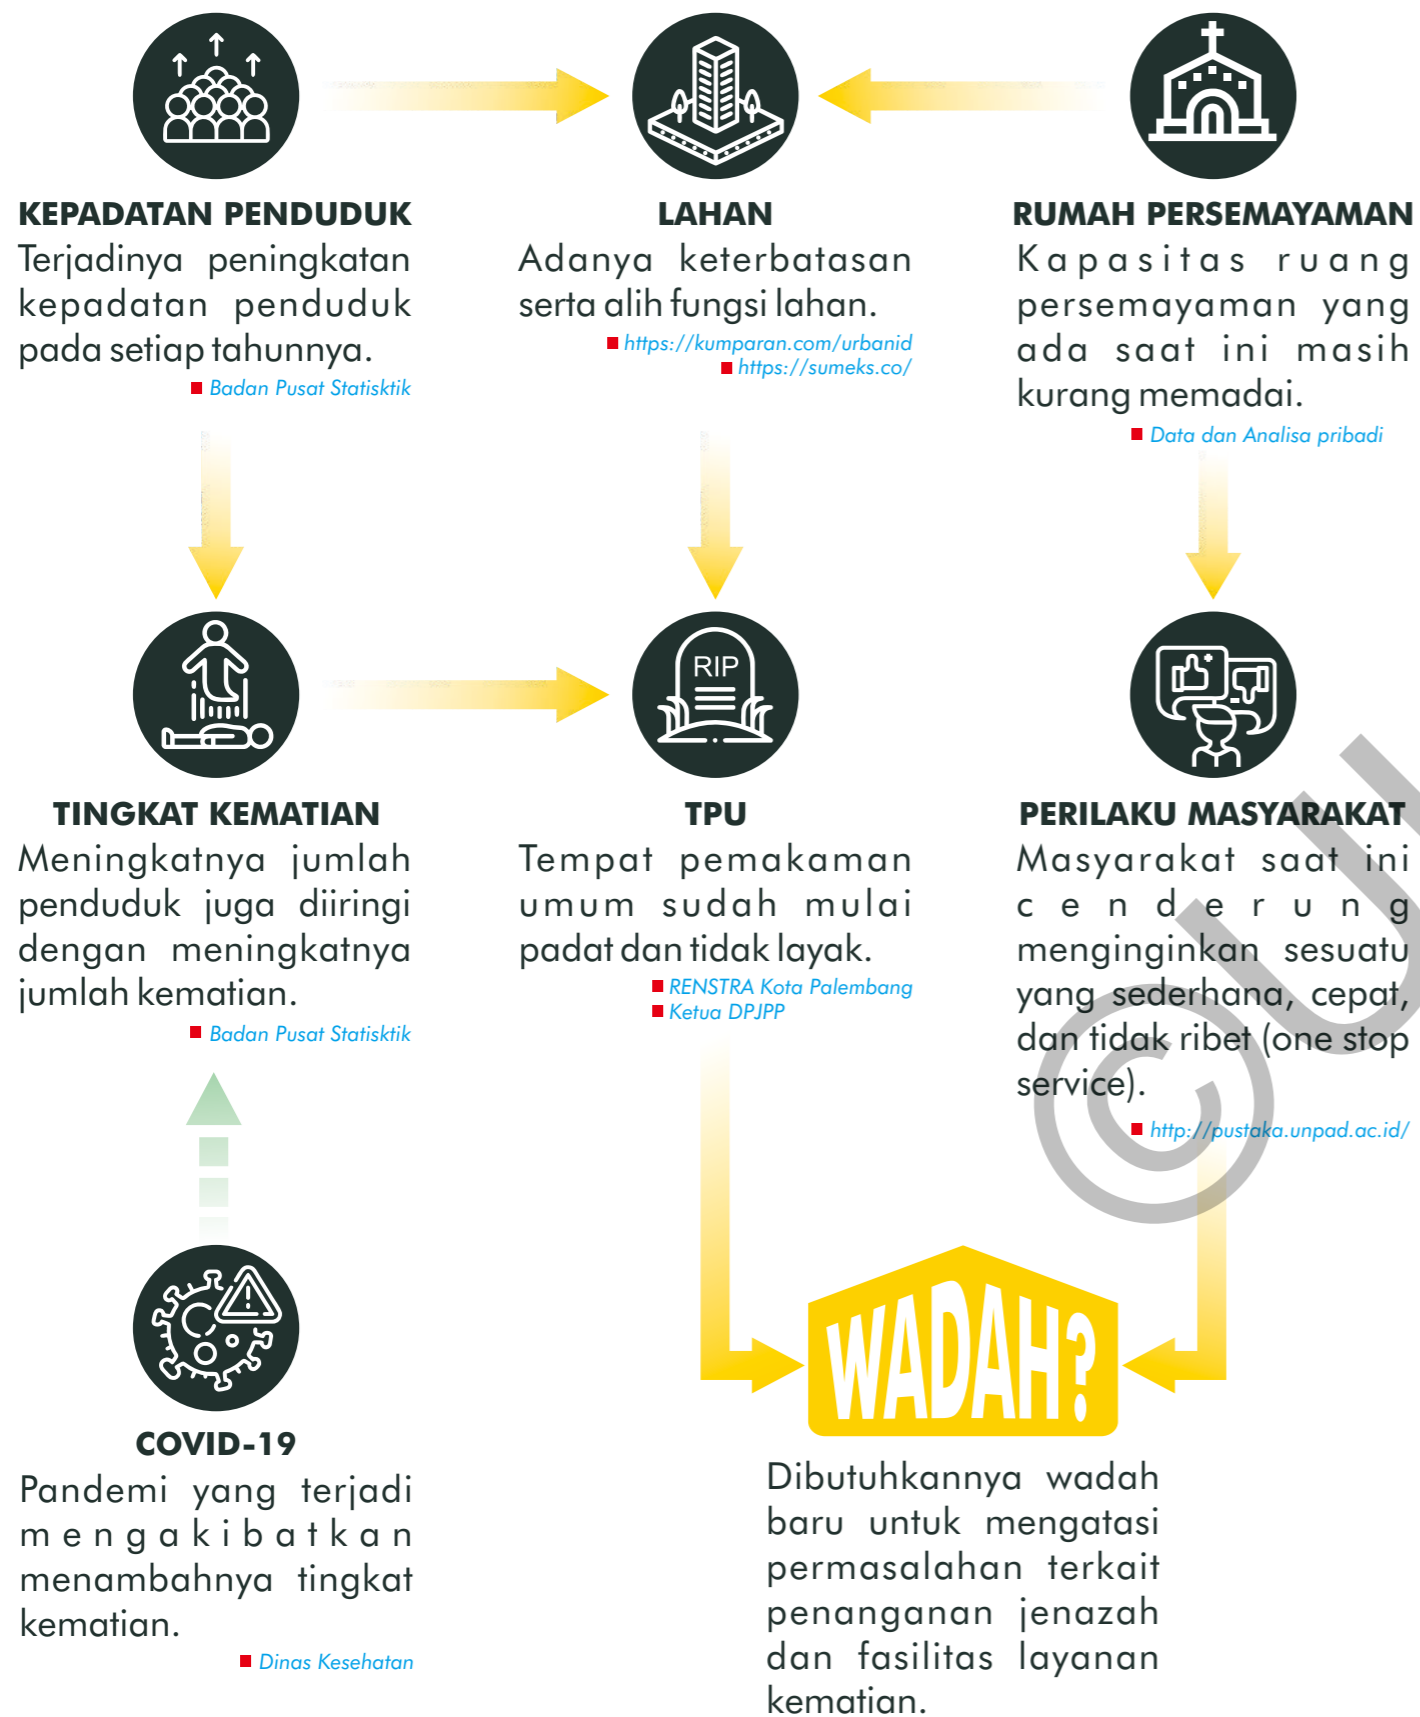 KEPADATAN PENDUDUK
Terjadinya peningkatan
kepadatan penduduk
pada setiap tahunnya.
Badan Pusat Statisktik
LAHAN
Adanya keterbatasan
serta alih fungsi lahan.
https://kumparan.com/urbanid
https://sumeks.co/
RUMAH PERSEMAYAMAN
Kapasitas ruang
persemayaman yang
ada saat ini masih
kurang memadai.
Data dan Analisa pribadi
TINGKAT KEMATIAN
Meningkatnya jumlah
penduduk juga diiringi
dengan meningkatnya
jumlah kematian.
Badan Pusat Statisktik
RIP
TPU
Tempat pemakaman
umum sudah mulai
padat dan tidak layak.
RENSTRA Kota Palembang
Ketua DPJPP
PERILAKU MASYARAKAT
Masyarakat saat ini
cenderung
menginginkan sesuatu
yang sederhana, cepat,
dan tidak ribet (one stop
service).
http://pustaka.unpad.ac.id/
COVID-19
Pandemi yang terjadi
mengakibatkan
menambahnya tingkat
kematian.
Dinas Kesehatan
WADAH?
Dibutuhkannya wadah
baru untuk mengatasi
permasalahan terkait
penanganan jenazah
dan fasilitas layanan
kematian.
©U